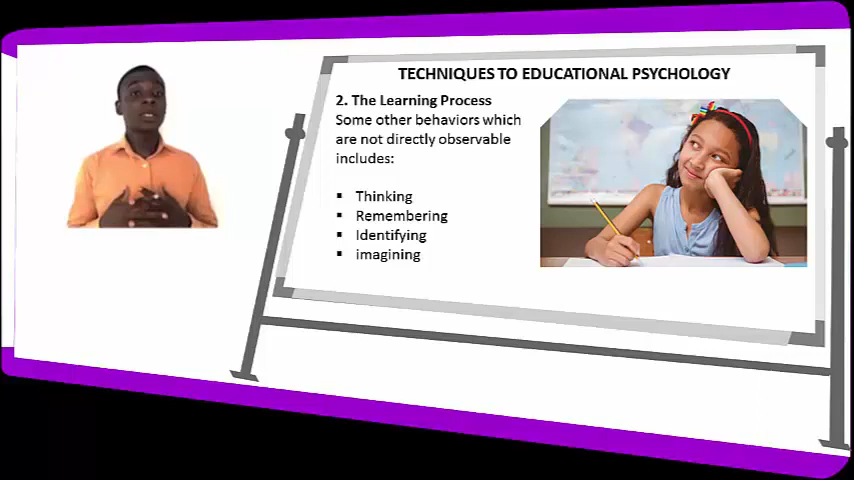 TECHNIQUES TO EDUCATIONAL PSYCHOLOGY
2. The Learning Process
Some other behaviors which
are not directly observable
includes:
▪ Thinking
▪ Remembering
▪ Identifying
▪ imagining